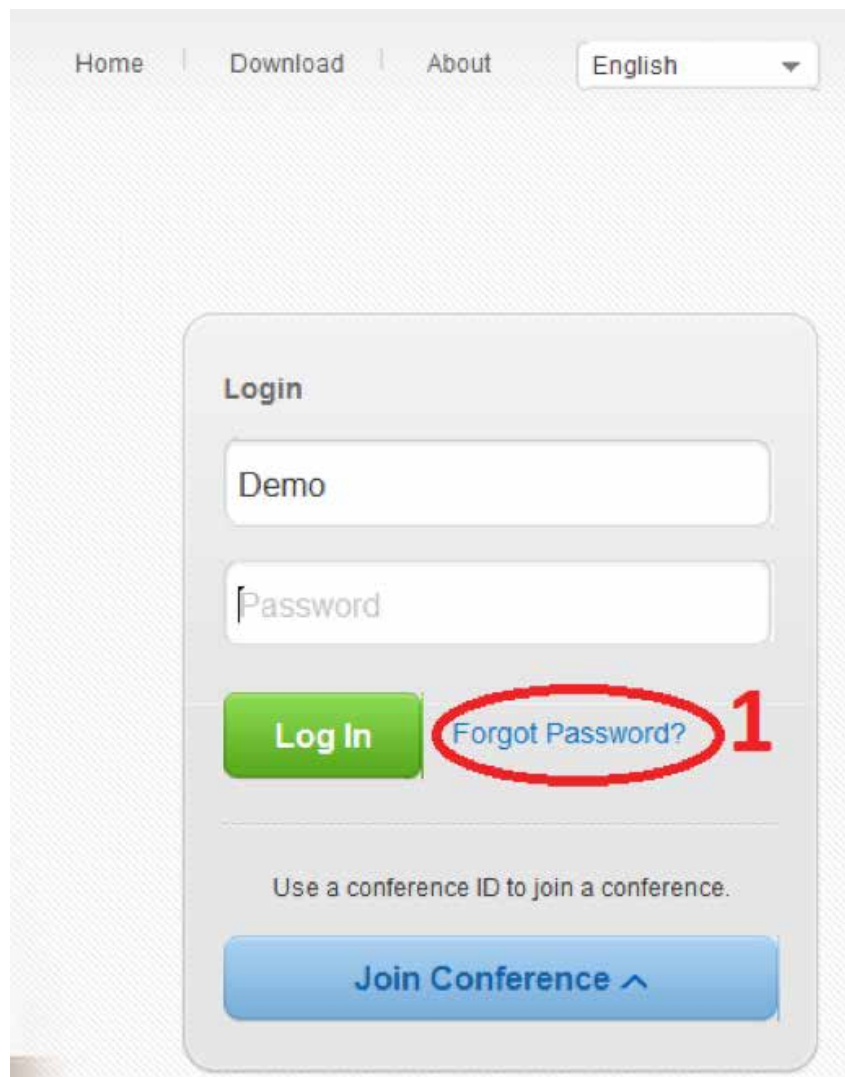 Home Download About English
Login
Demo
Password
Log In Forgot Password? 1
Use a conference ID to join a conference.
Join Conference